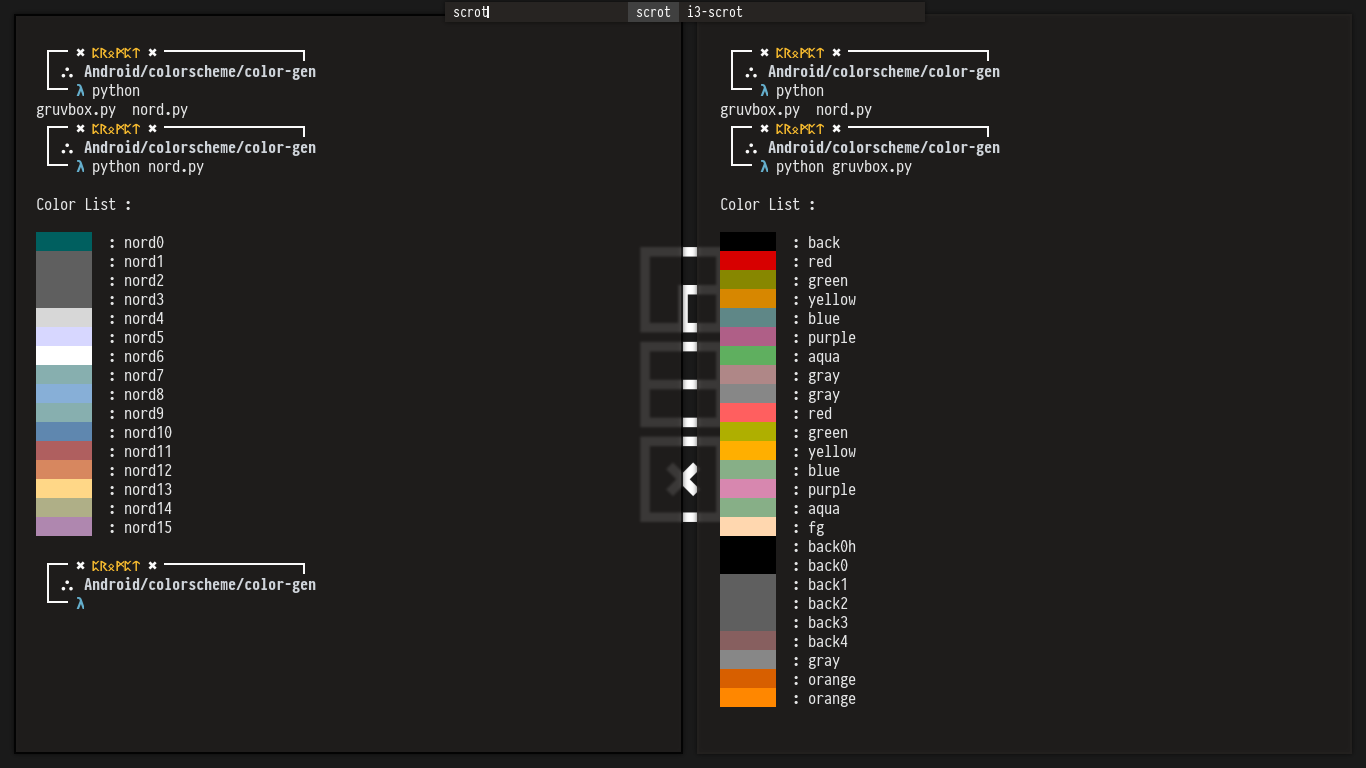 scrot scrot i3-scrot
✖ ᛈᚱᛟᛗᛈᛏ ✖
∴ Android/colorscheme/color-gen
λ python
gruvbox.py nord.py
✖ ᛈᚱᛟᛗᛈᛏ ✖
∴ Android/colorscheme/color-gen
λ python nord.py
Color List :
: nord0
: nord1
: nord2
: nord3
: nord4
: nord5
: nord6
: nord7
: nord8
: nord9
: nord10
: nord11
: nord12
: nord13
: nord14
: nord15
✖ ᛈᚱᛟᛗᛈᛏ ✖
∴ Android/colorscheme/color-gen
λ
✖ ᛈᚱᛟᛗᛈᛏ ✖
∴ Android/colorscheme/color-gen
λ python
gruvbox.py nord.py
✖ ᛈᚱᛟᛗᛈᛏ ✖
∴ Android/colorscheme/color-gen
λ python gruvbox.py
Color List :
: back
: red
: green
: yellow
: blue
: purple
: aqua
: gray
: gray
: red
: green
: yellow
: blue
: purple
: aqua
: fg
: back0h
: back0
: back1
: back2
: back3
: back4
: gray
: orange
: orange